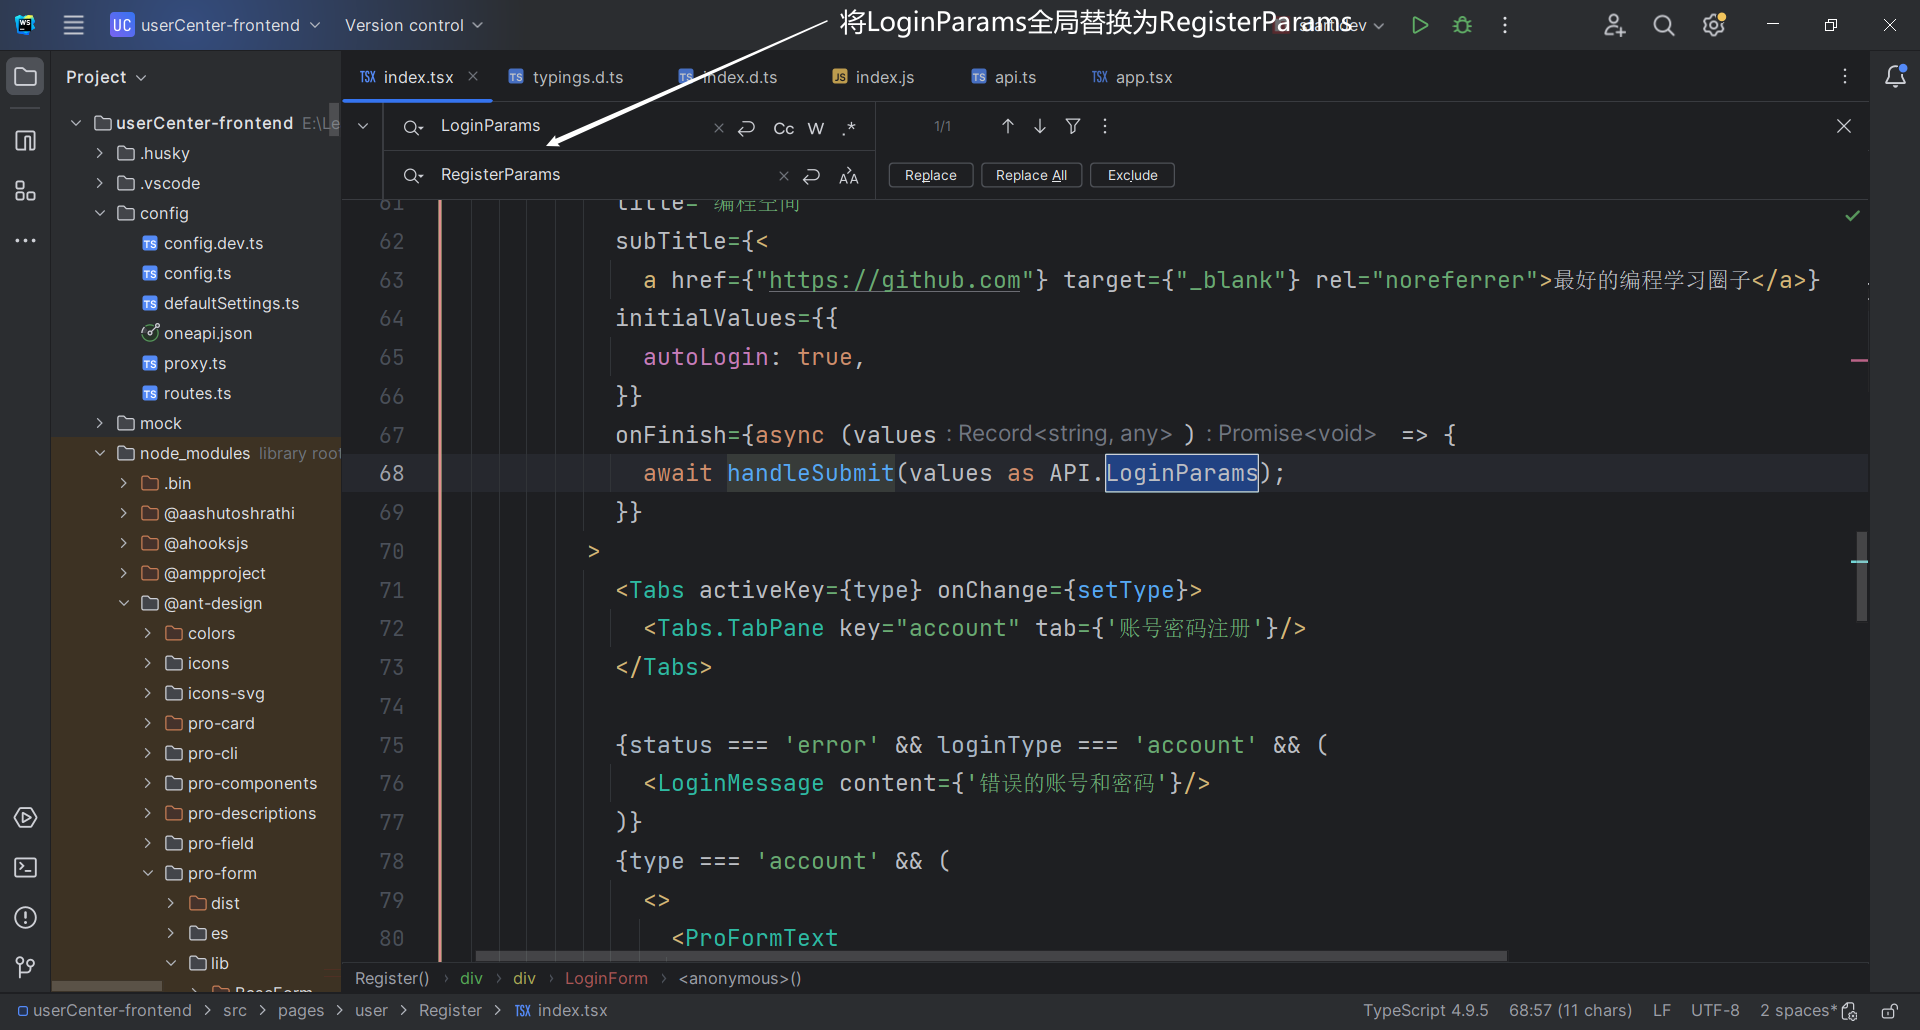 UC userCenter-frontend Version control
将LoginParams全局替换为RegisterParams
Project
userCenter-frontend E:\Le
.husky
.vscode
config
config.dev.ts
config.ts
defaultSettings.ts
oneapi.json
proxy.ts
routes.ts
mock
node_modules library root
.bin
@aashutoshrathi
@ahooksjs
@ampproject
@ant-design
colors
icons
icons-svg
pro-card
pro-cli
pro-components
pro-descriptions
pro-field
pro-form
dist
es
lib
BaseForm
index.tsx typings.d.ts index.d.ts index.js api.ts app.tsx
LoginParams Cc W .* 1/1
RegisterParams Replace Replace All Exclude
61 title="编程空间
62 subTitle={<
63 a href={"https://github.com"} target={"_blank"} rel="noreferrer">最好的编程学习圈子</a>}
64 initialValues={{
65 autoLogin: true,
66 }}
67 onFinish={async (values : Record<string, any> ) : Promise<void> => {
68 await handleSubmit(values as API.LoginParams);
69 }}
70 >
71 <Tabs activeKey={type} onChange={setType}>
72 <Tabs.TabPane key="account" tab={'账号密码注册'}/>
73 </Tabs>
74
75 {status === 'error' && loginType === 'account' && (
76 <LoginMessage content={'错误的账号和密码'}/>
77 )}
78 {type === 'account' && (
79 <>
80 <ProFormText
Register() › div › div › LoginForm › <anonymous>()
userCenter-frontend > src > pages > user > Register > TSX index.tsx TypeScript 4.9.5 68:57 (11 chars) LF UTF-8 2 spaces*